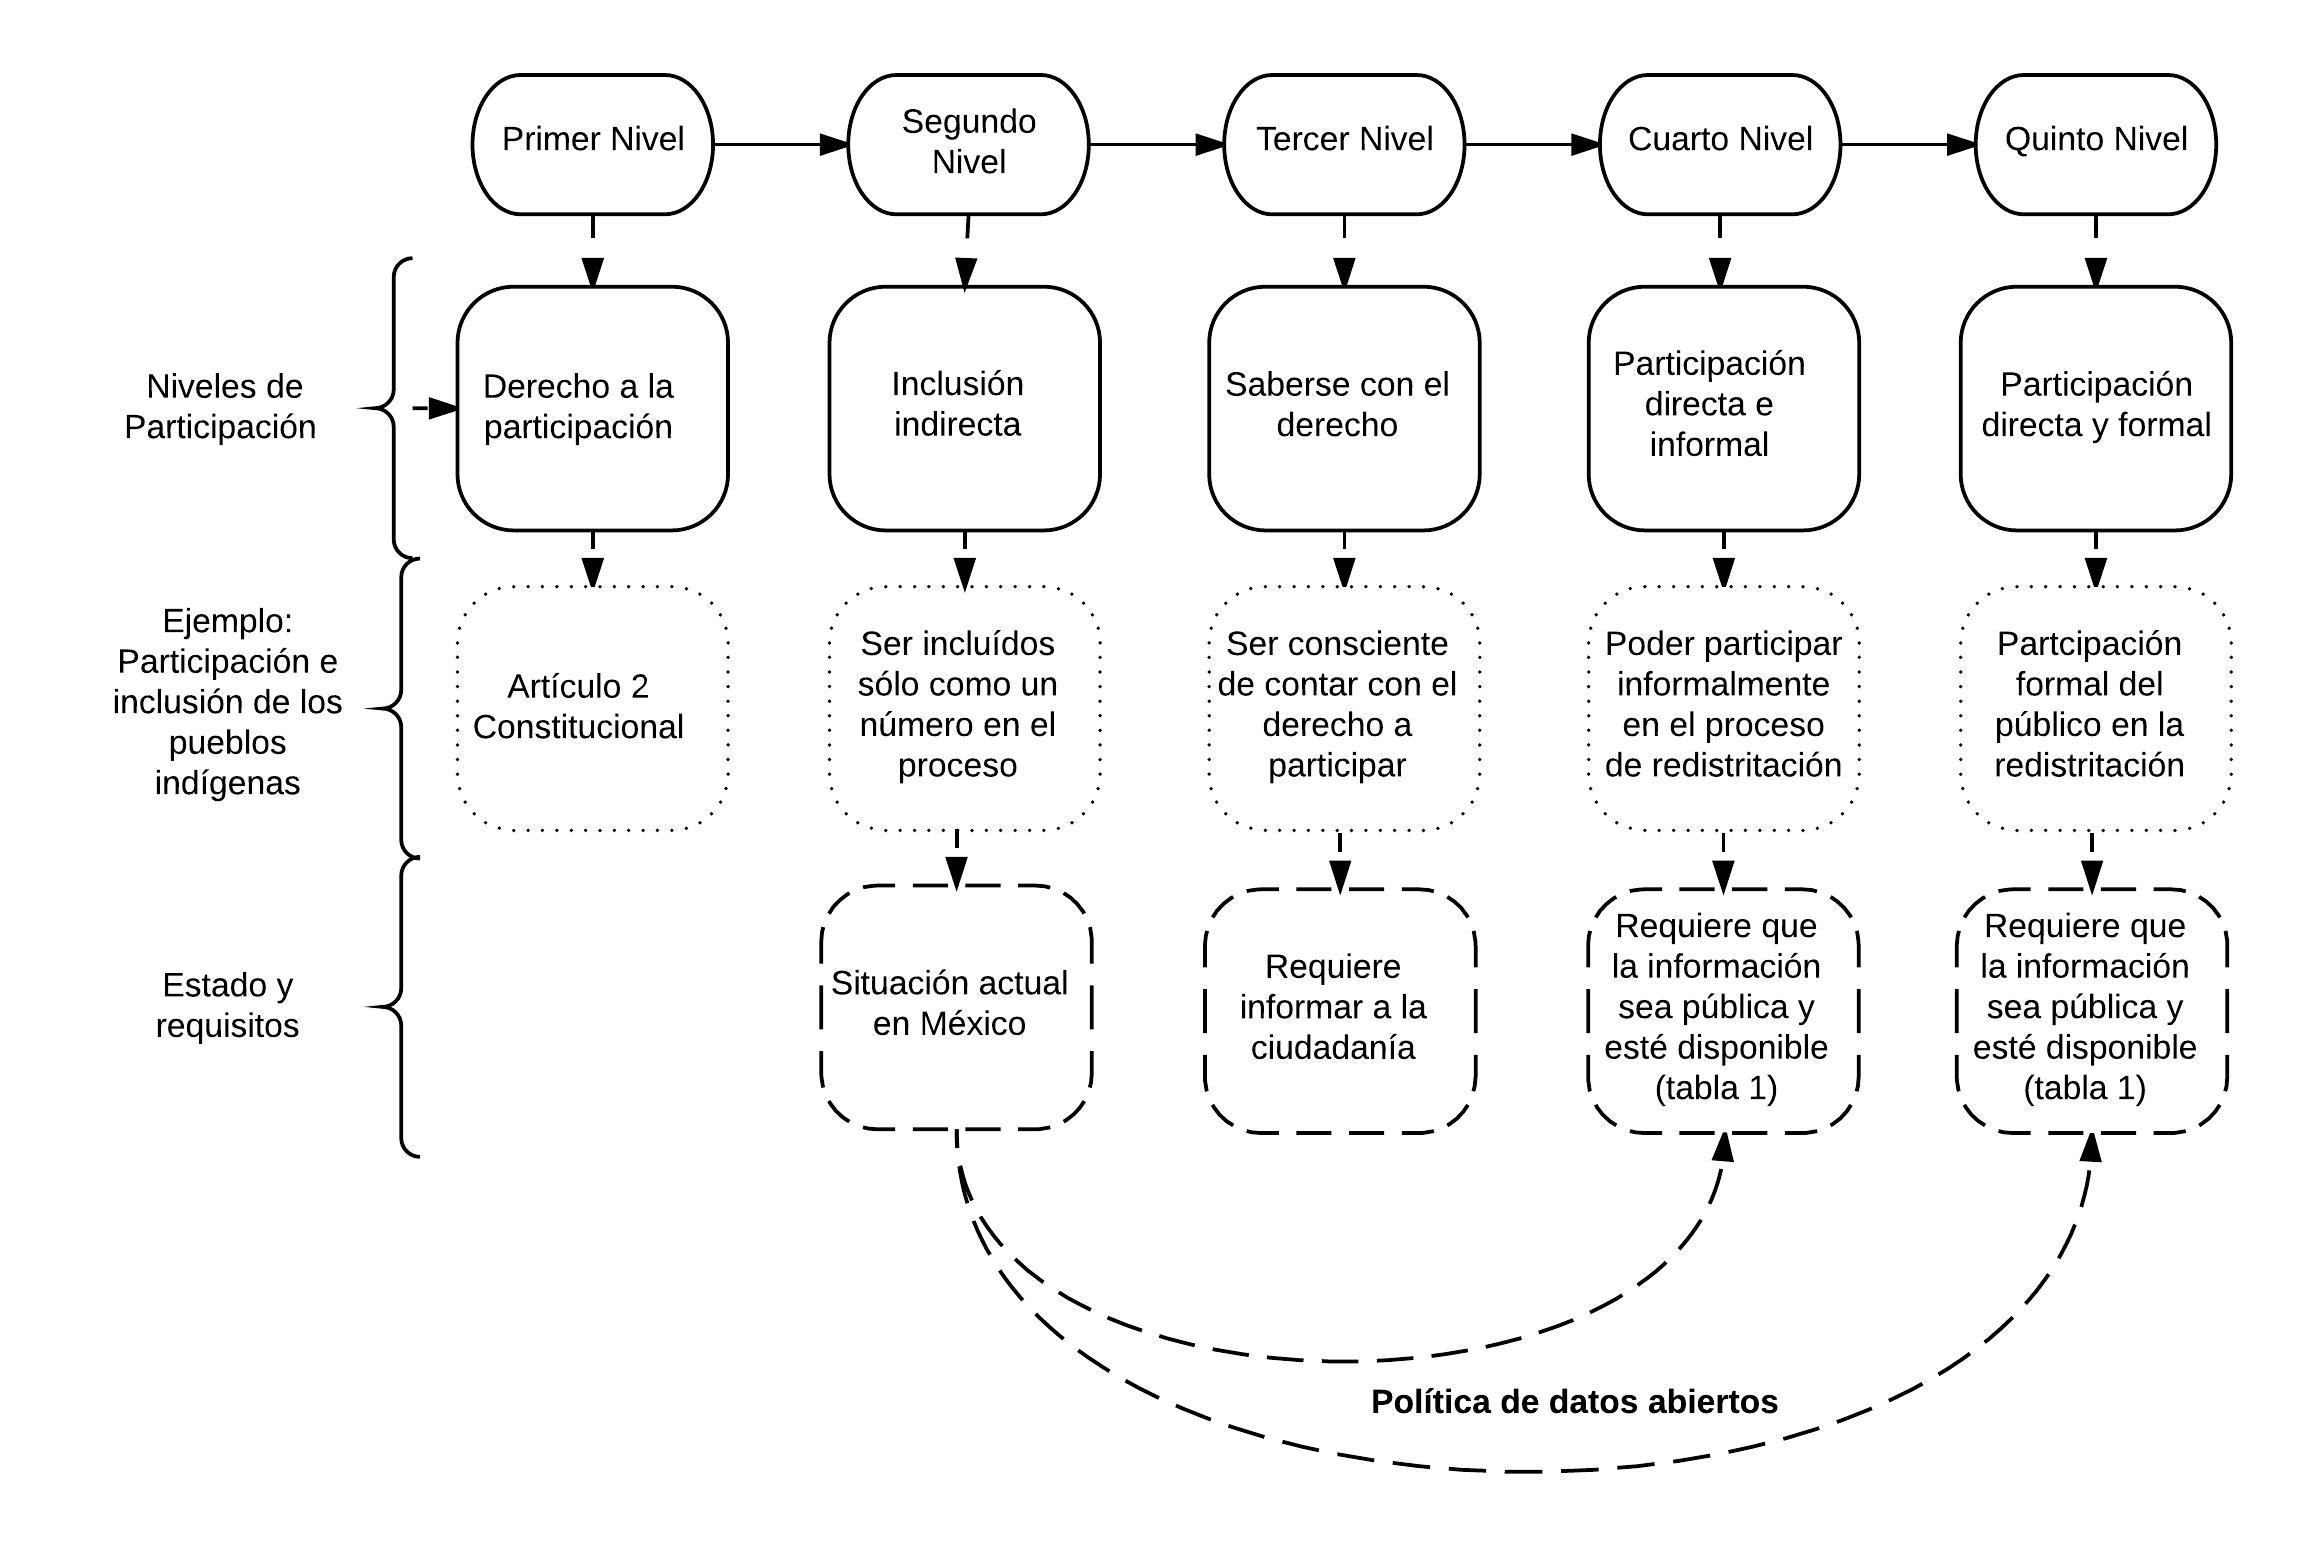 Primer Nivel
Segundo
Nivel
Tercer Nivel
Cuarto Nivel
Quinto Nivel
Niveles de
Participación
Derecho a la
participación
Inclusión
indirecta
Saberse con el
derecho
Participación
directa e
informal
Participación
directa y formal
Ejemplo:
Participación e
inclusión de los
pueblos
indígenas
Artículo 2
Constitucional
Ser incluídos
sólo como un
número en el
proceso
Ser consciente
de contar con el
derecho a
participar
Poder participar
informalmente
en el proceso
de redistritación
Partcipación
formal del
público en la
redistritación
Estado y
requisitos
Situación actual
en México
Requiere
informar a la
ciudadanía
Requiere que
la información
sea pública y
esté disponible
(tabla 1)
Requiere que
la información
sea pública y
esté disponible
(tabla 1)
Política de datos abiertos